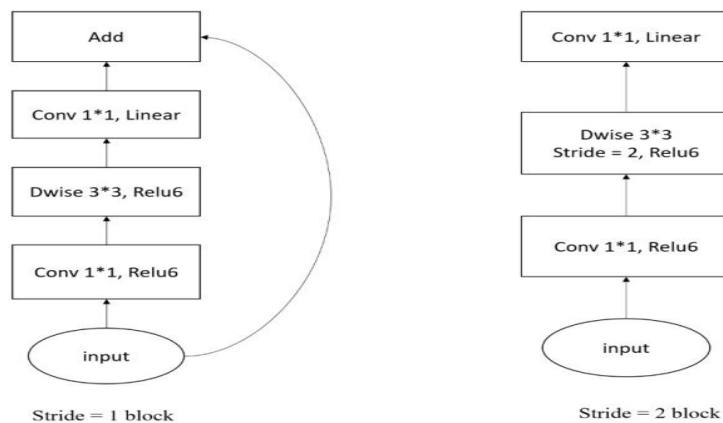 Add
Conv 1*1, Linear
Dwise 3*3, Relu6
Conv 1*1, Relu6
input
Stride = 1 block
Conv 1*1, Linear
Dwise 3*3
Stride = 2, Relu6
Conv 1*1, Relu6
input
Stride = 2 block